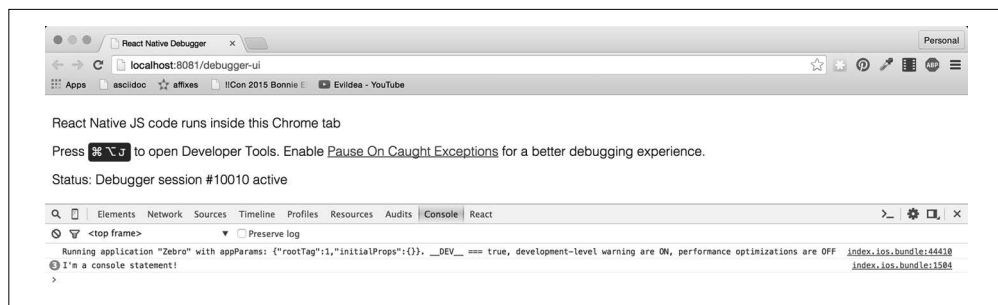 React Native Debugger ×
Personal
localhost:8081/debugger-ui
ABP
Apps asciidoc affixes !!Con 2015 Bonnie E Evildea - YouTube
React Native JS code runs inside this Chrome tab
Press ⌘⌥J to open Developer Tools. Enable Pause On Caught Exceptions for a better debugging experience.
Status: Debugger session #10010 active
Elements Network Sources Timeline Profiles Resources Audits Console React
<top frame> ▼ Preserve log
Running application "Zebro" with appParams: {"rootTag":1,"initialProps":{}}. __DEV__ === true, development-level warning are ON, performance optimizations are OFF index.ios.bundle:44410
3 I'm a console statement! index.ios.bundle:1504
>